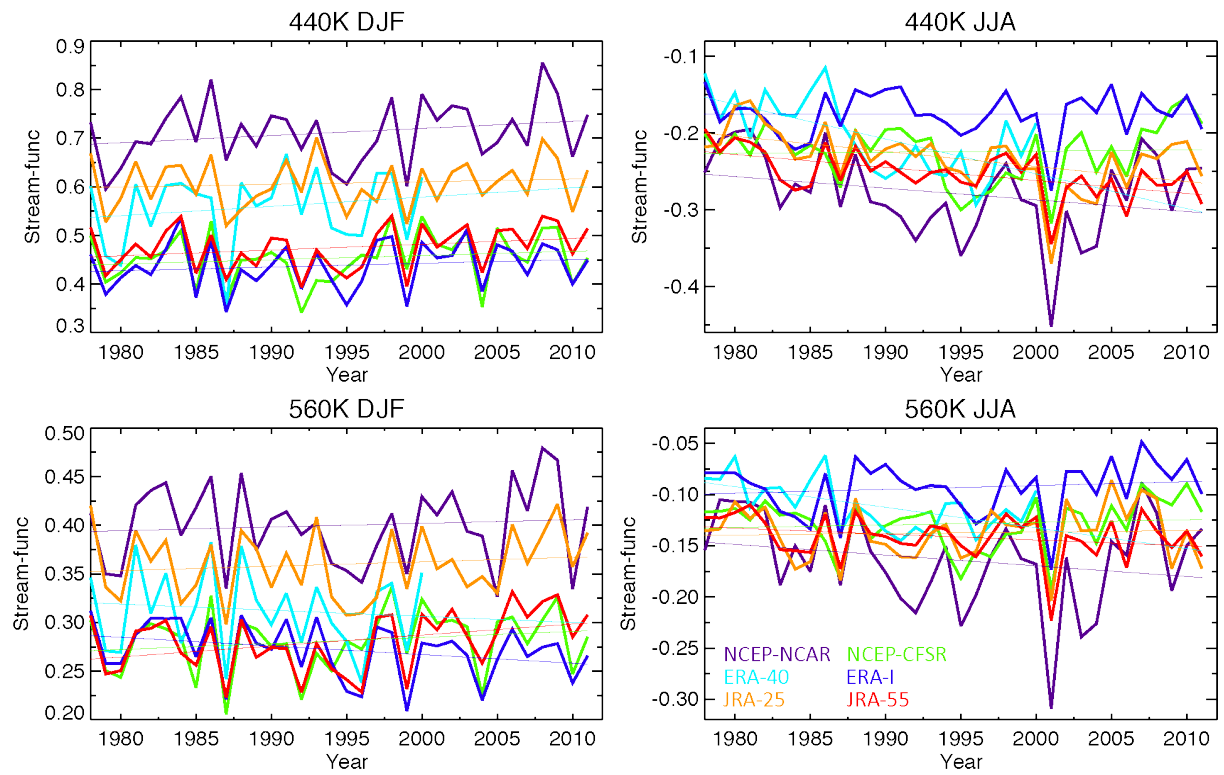 440K DJF
0.9
0.8
0.7
0.6
0.5
0.4
0.3
Stream-func
1980 1985 1990 1995 2000 2005 2010
Year
440K JJA
-0.1
-0.2
-0.3
-0.4
Stream-func
1980 1985 1990 1995 2000 2005 2010
Year
560K DJF
0.50
0.45
0.40
0.35
0.30
0.25
0.20
Stream-func
1980 1985 1990 1995 2000 2005 2010
Year
560K JJA
-0.05
-0.10
-0.15
-0.20
-0.25
-0.30
Stream-func
NCEP-NCAR NCEP-CFSR
ERA-40 ERA-I
JRA-25 JRA-55
1980 1985 1990 1995 2000 2005 2010
Year